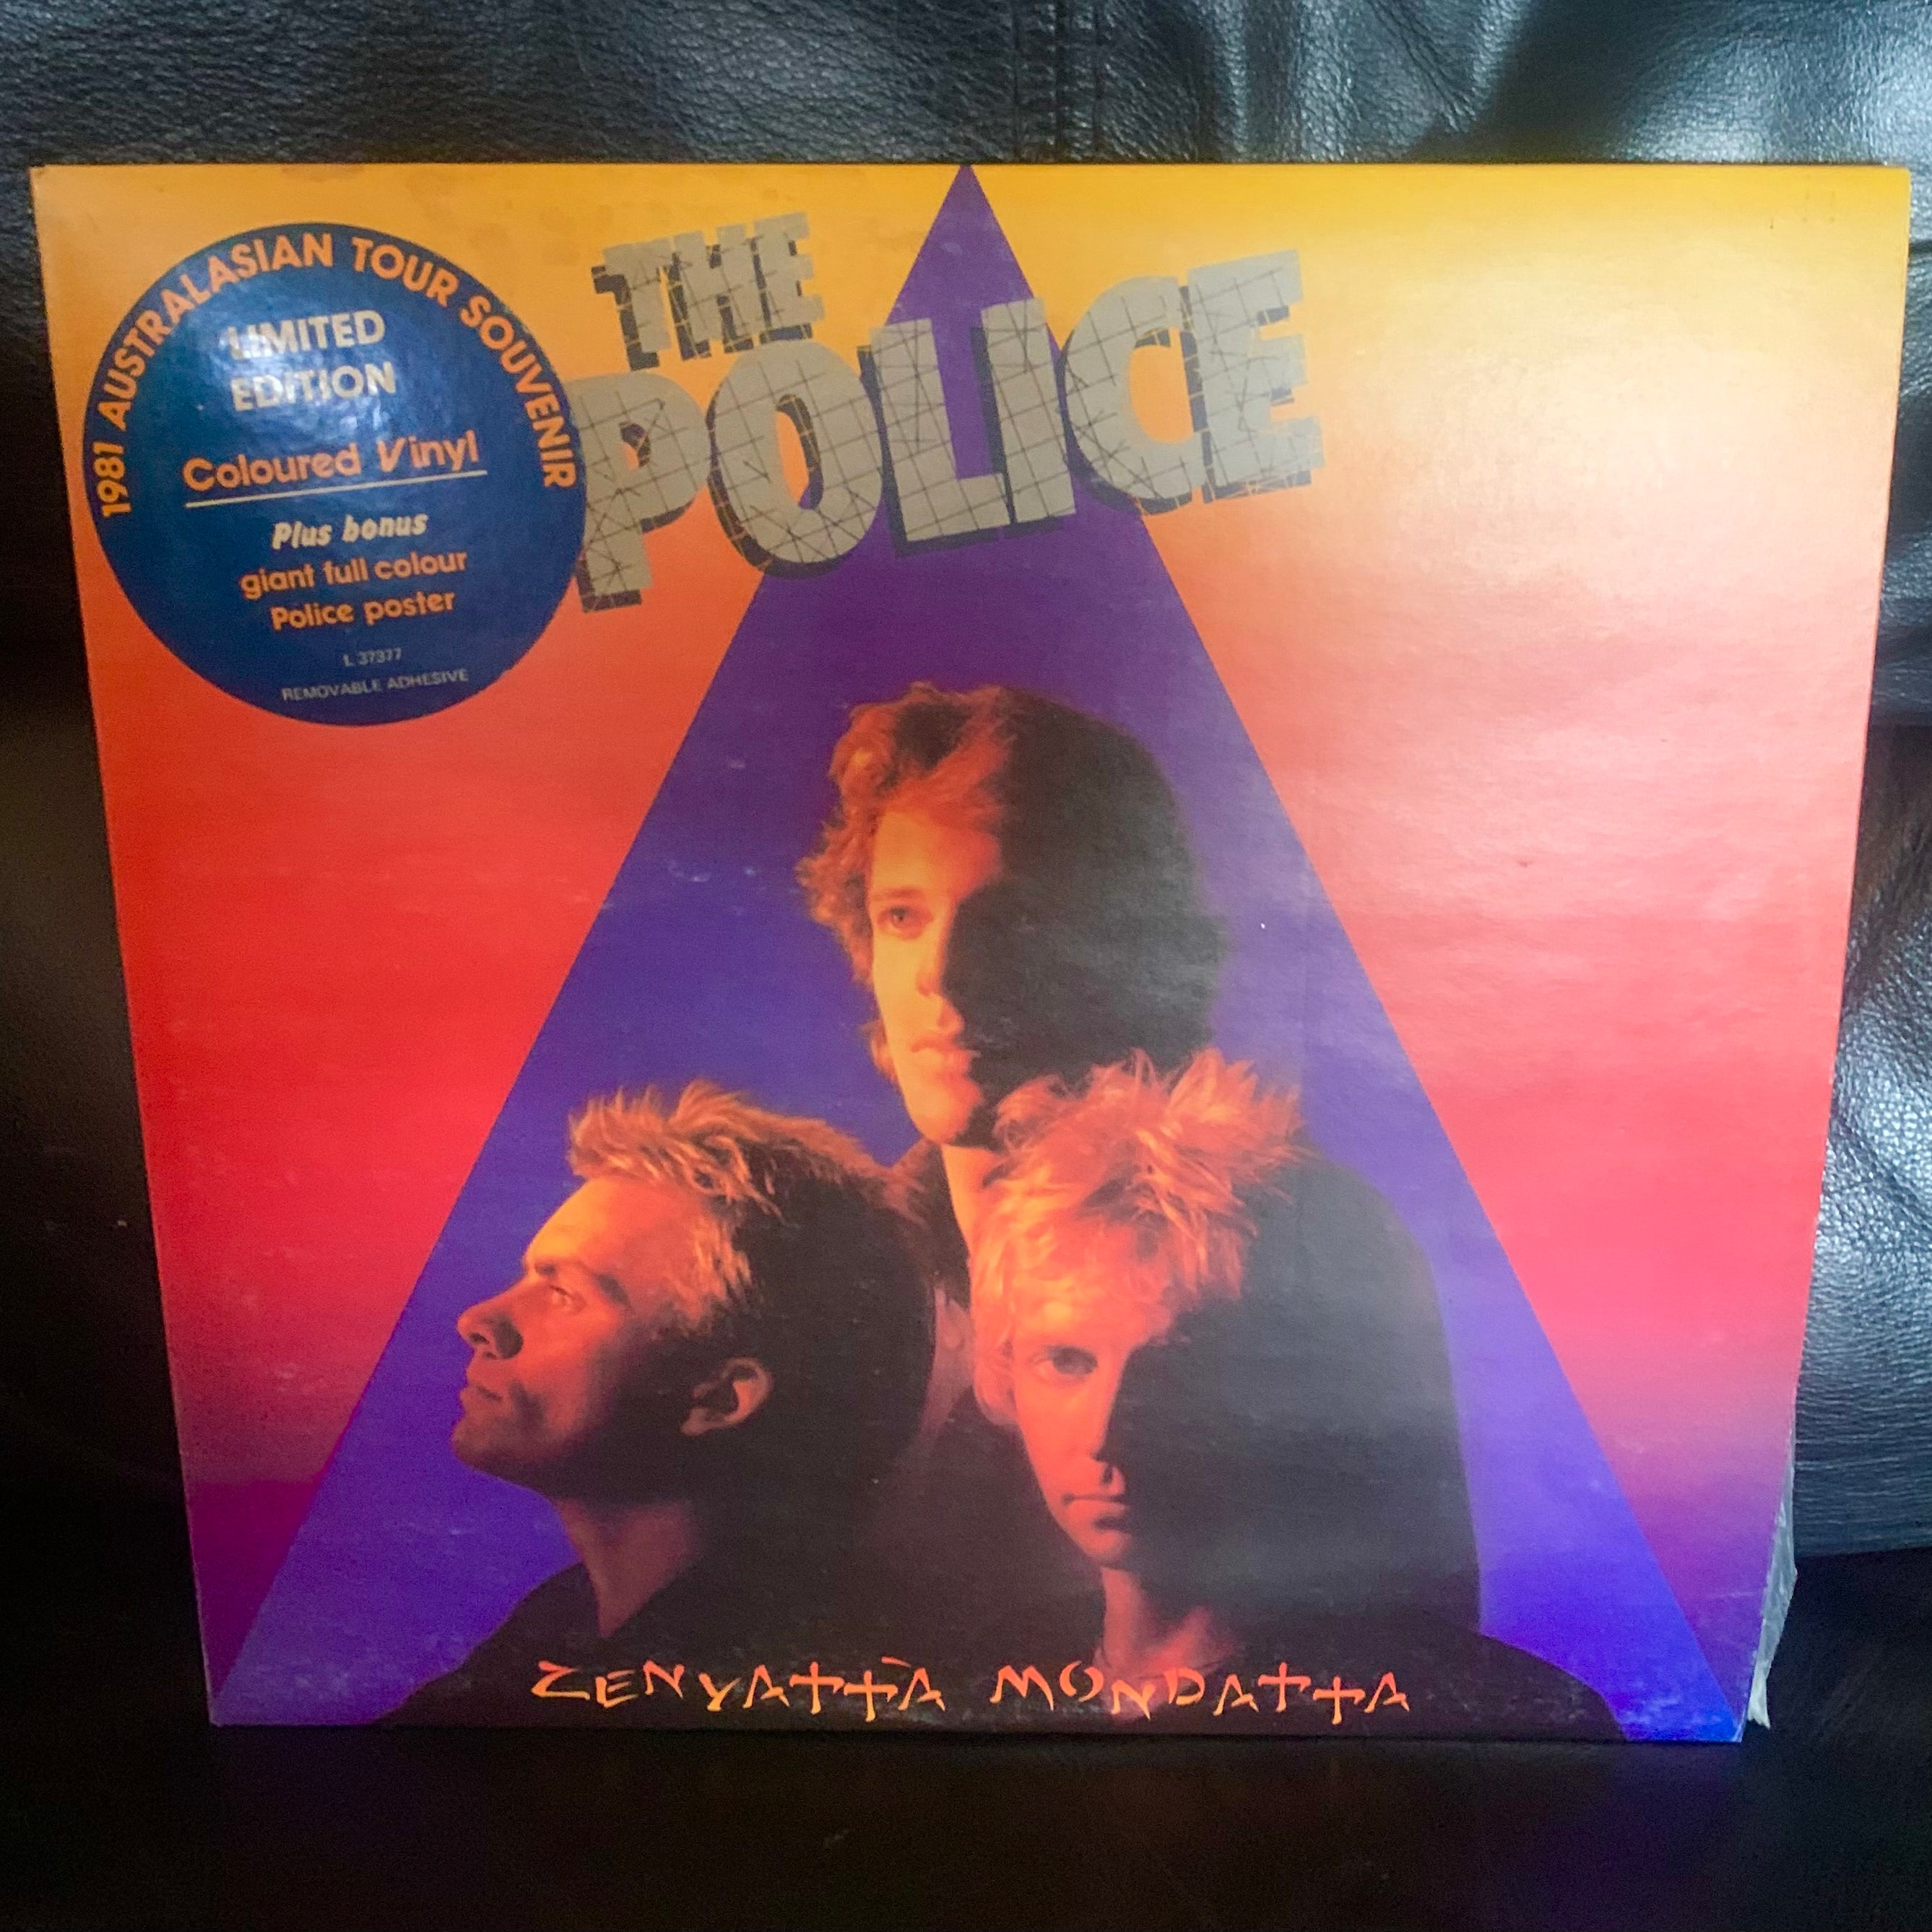 1981 AUSTRALASIAN TOUR SOUVENIR
LIMITED
EDITION
Coloured Vinyl
Plus bonus
giant full colour
Police poster
L 37377
REMOVABLE ADHESIVE
THE
POLICE
ZENYATTÀ MONDATTA